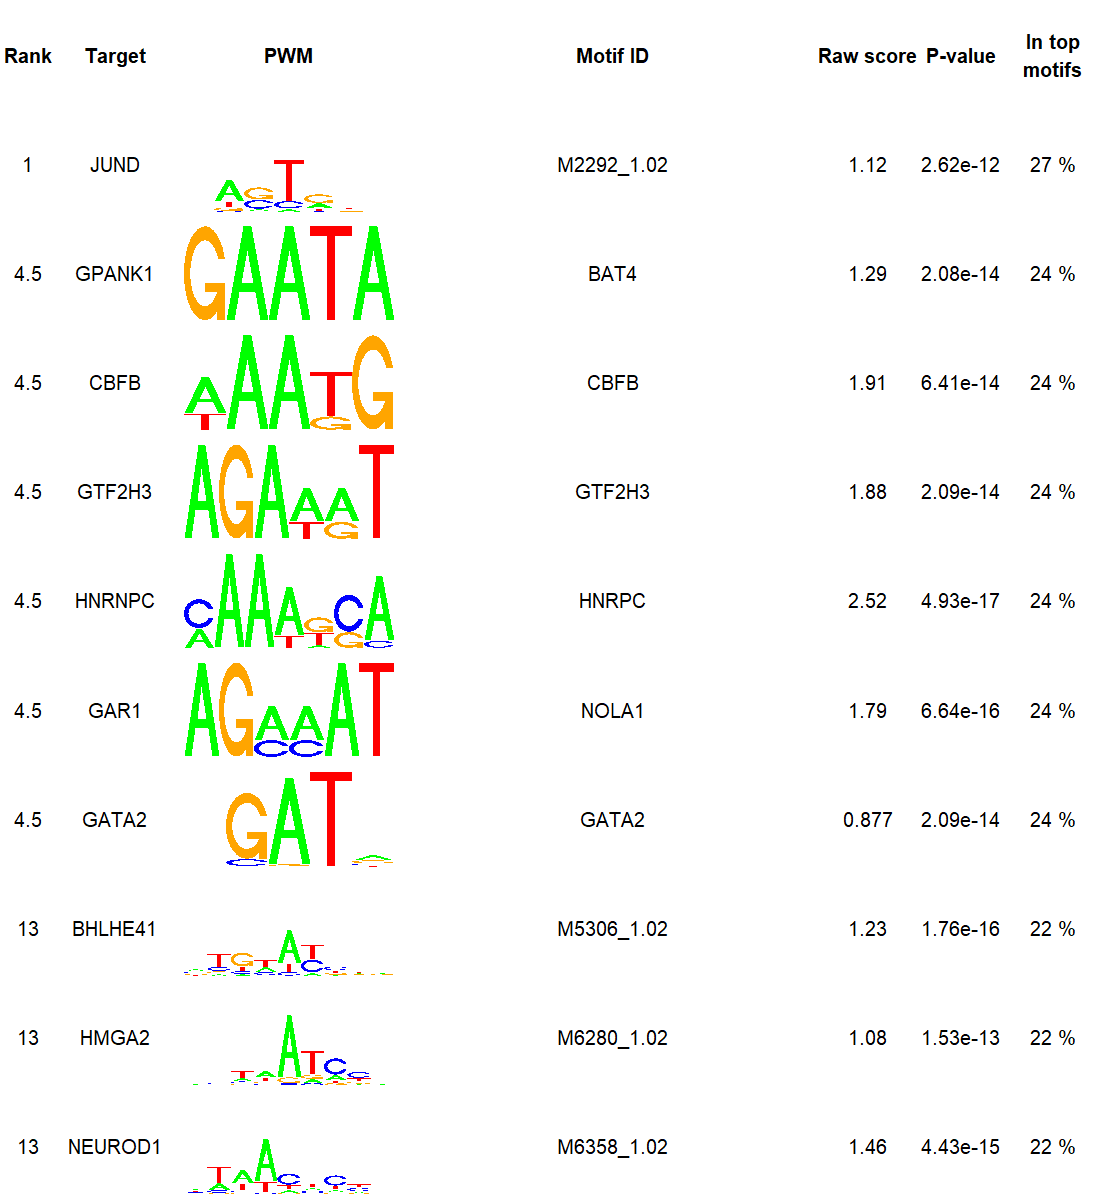 Rank Target PWM Motif ID Raw score P-value In top motifs
1 JUND M2292_1.02 1.12 2.62e-12 27 %
4.5 GPANK1 GAATA BAT4 1.29 2.08e-14 24 %
4.5 CBFB CBFB 1.91 6.41e-14 24 %
4.5 GTF2H3 GTF2H3 1.88 2.09e-14 24 %
4.5 HNRNPC HNRPC 2.52 4.93e-17 24 %
4.5 GAR1 NOLA1 1.79 6.64e-16 24 %
4.5 GATA2 GAT GATA2 0.877 2.09e-14 24 %
13 BHLHE41 M5306_1.02 1.23 1.76e-16 22 %
13 HMGA2 M6280_1.02 1.08 1.53e-13 22 %
13 NEUROD1 M6358_1.02 1.46 4.43e-15 22 %